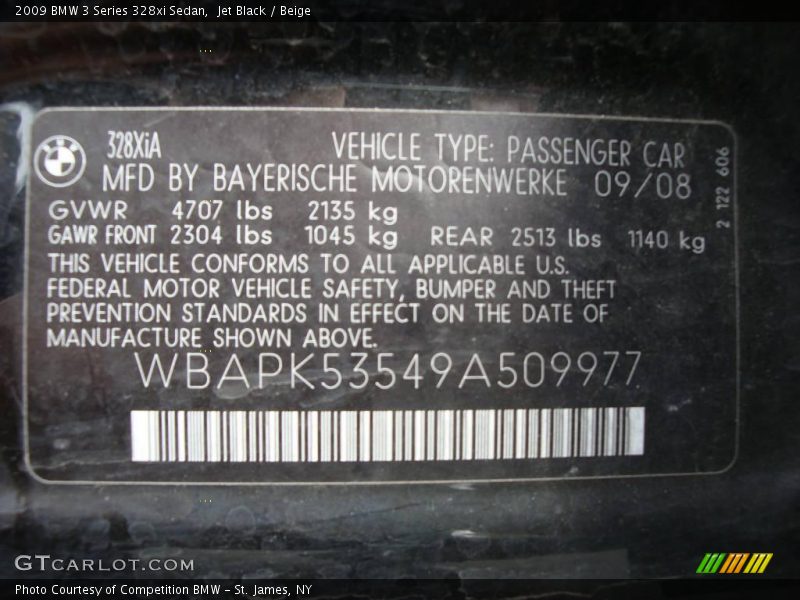 2009 BMW 3 Series 328xi Sedan, Jet Black / Beige
328XiA VEHICLE TYPE: PASSENGER CAR
MFD BY BAYERISCHE MOTORENWERKE 09/08
GVWR 4707 lbs 2135 kg
GAWR FRONT 2304 lbs 1045 kg REAR 2513 lbs 1140 kg
THIS VEHICLE CONFORMS TO ALL APPLICABLE U.S.
FEDERAL MOTOR VEHICLE SAFETY, BUMPER AND THEFT
PREVENTION STANDARDS IN EFFECT ON THE DATE OF
MANUFACTURE SHOWN ABOVE.
WBAPK53549A509977
2 122 606
GTCARLOT.COM
Photo Courtesy of Competition BMW - St. James, NY